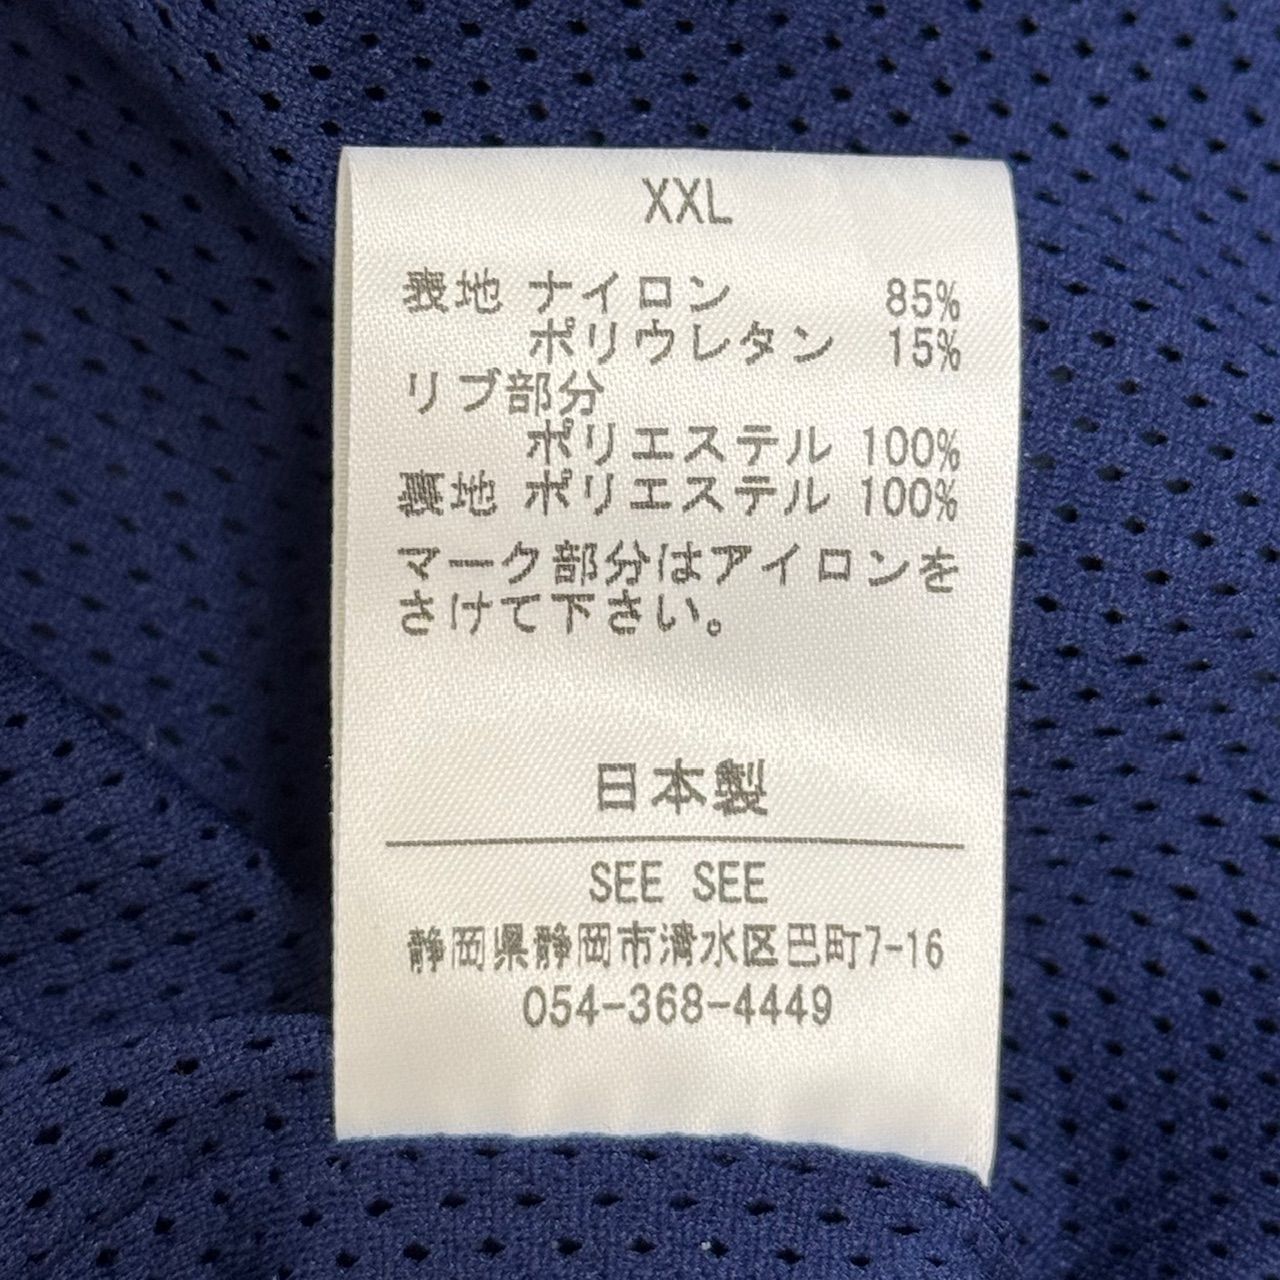 XXL
表地 ナイロン 85%
ポリウレタン 15%
リブ部分
ポリエステル 100%
裏地 ポリエステル 100%
マーク部分はアイロンを
さけて下さい。
日本製
SEE SEE
静岡県静岡市清水区巴町7-16
054-368-4449